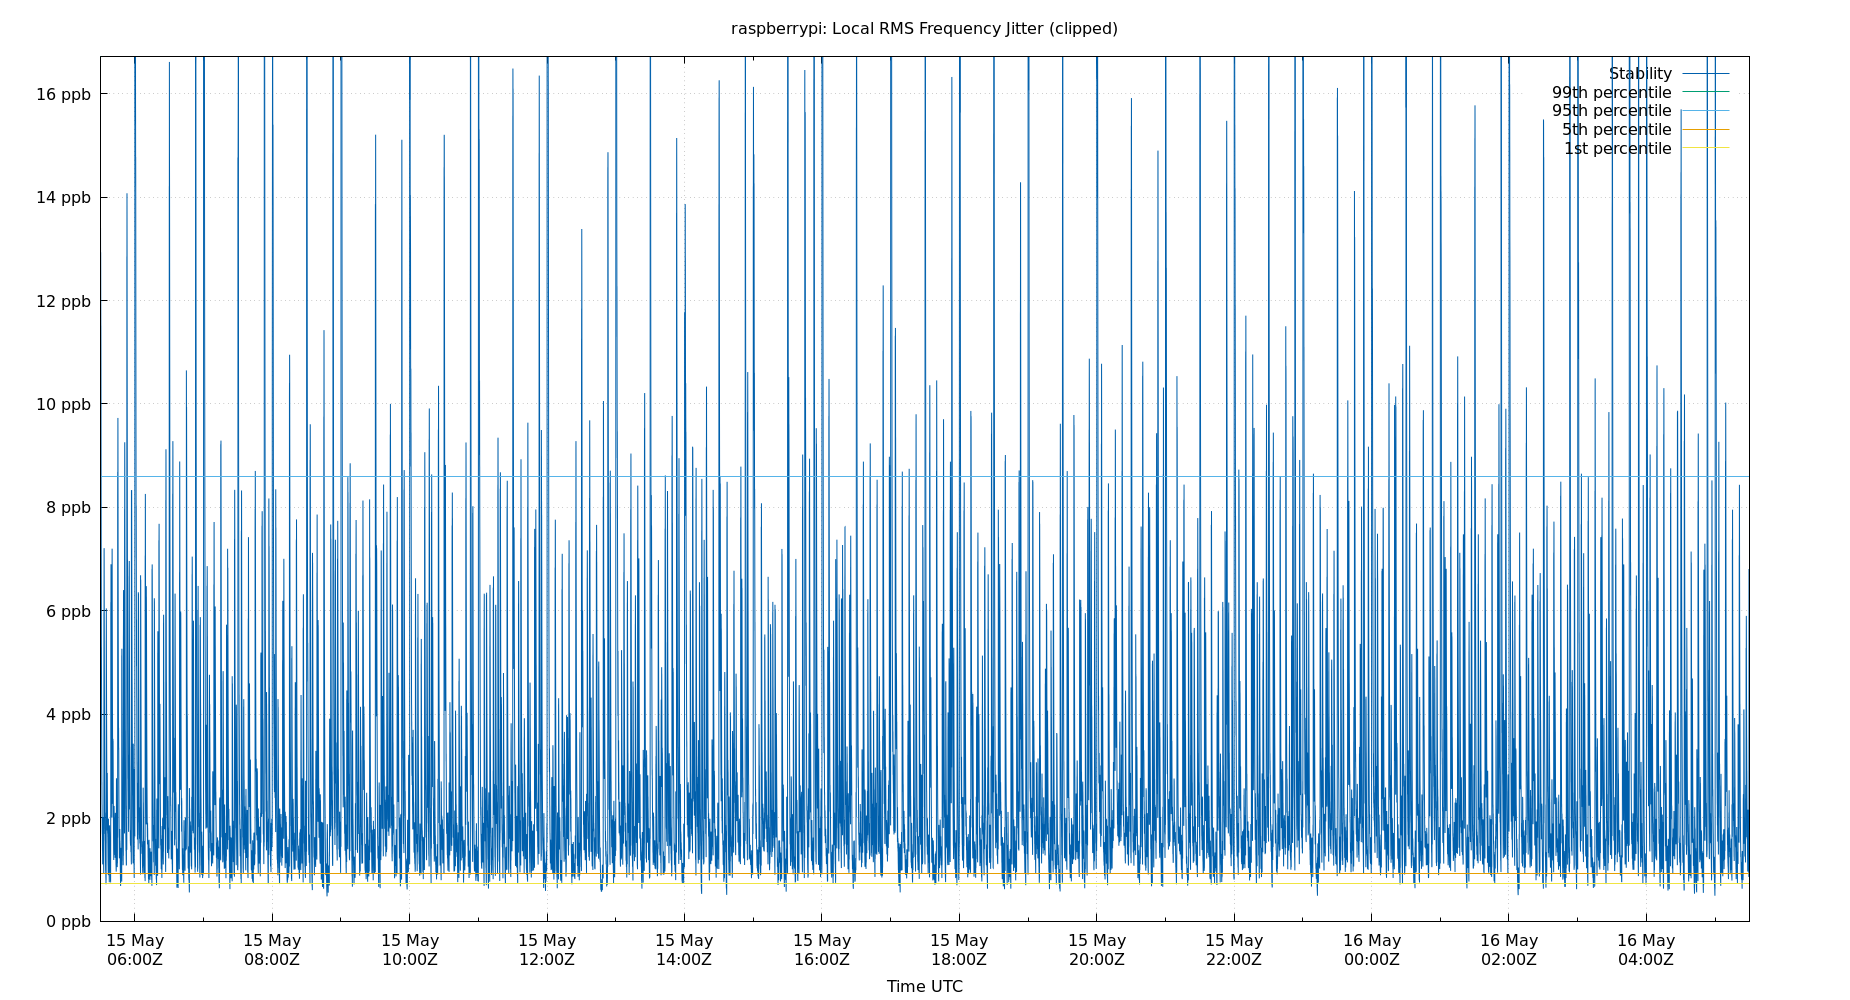 raspberrypi: Local RMS Frequency Jitter (clipped)
Stability
99th percentile
95th percentile
5th percentile
1st percentile
16 ppb
14 ppb
12 ppb
10 ppb
8 ppb
6 ppb
4 ppb
2 ppb
0 ppb
15 May 15 May 15 May 15 May 15 May 15 May 15 May 15 May 15 May 16 May 16 May 16 May
06:00Z 08:00Z 10:00Z 12:00Z 14:00Z 16:00Z 18:00Z 20:00Z 22:00Z 00:00Z 02:00Z 04:00Z
Time UTC